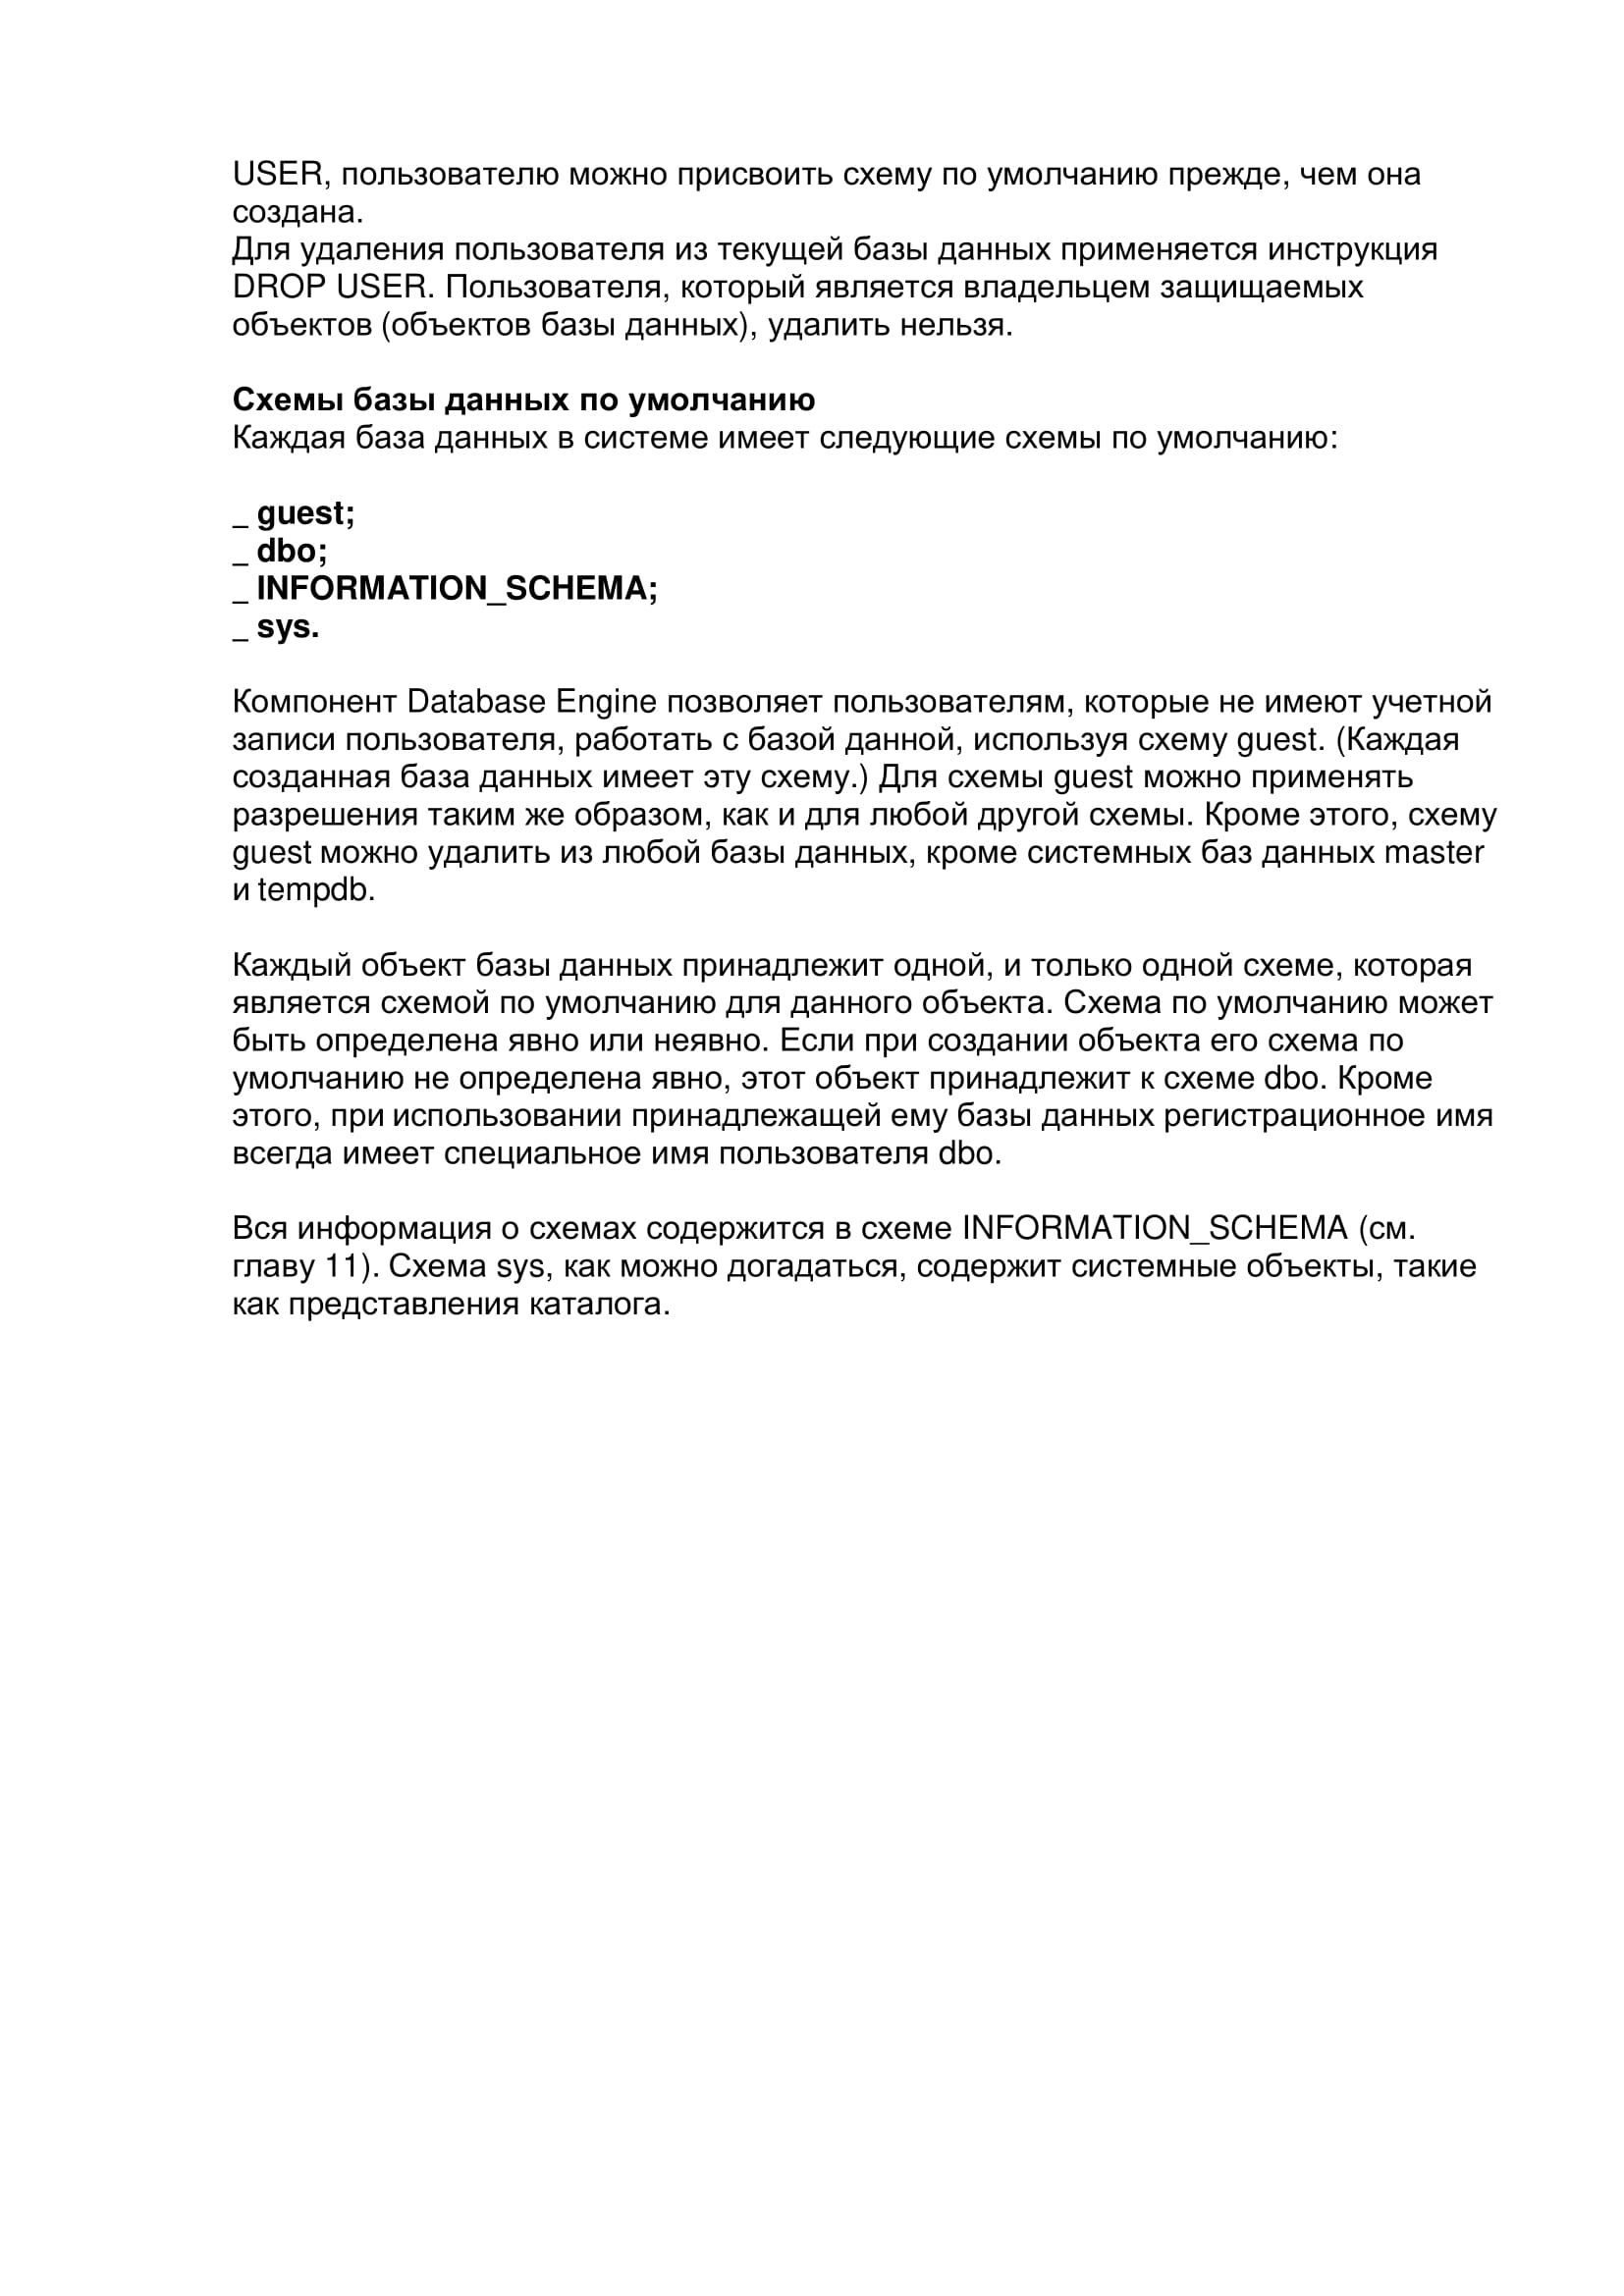 USER, пользователю можно присвоить схему по умолчанию прежде, чем она
создана.
Для удаления пользователя из текущей базы данных применяется инструкция
DROP USER. Пользователя, который является владельцем защищаемых
объектов (объектов базы данных), удалить нельзя.
Схемы базы данных по умолчанию
Каждая база данных в системе имеет следующие схемы по умолчанию:
_ guest;
_ dbo;
_ INFORMATION_SCHEMA;
_ sys.
Компонент Database Engine позволяет пользователям, которые не имеют учетной
записи пользователя, работать с базой данной, используя схему guest. (Каждая
созданная база данных имеет эту схему.) Для схемы guest можно применять
разрешения таким же образом, как и для любой другой схемы. Кроме этого, схему
guest можно удалить из любой базы данных, кроме системных баз данных master
и tempdb.
Каждый объект базы данных принадлежит одной, и только одной схеме, которая
является схемой по умолчанию для данного объекта. Схема по умолчанию может
быть определена явно или неявно. Если при создании объекта его схема по
умолчанию не определена явно, этот объект принадлежит к схеме dbo. Кроме
этого, при использовании принадлежащей ему базы данных регистрационное имя
всегда имеет специальное имя пользователя dbo.
Вся информация о схемах содержится в схеме INFORMATION_SCHEMA (см.
главу 11). Схема sys, как можно догадаться, содержит системные объекты, такие
как представления каталога.